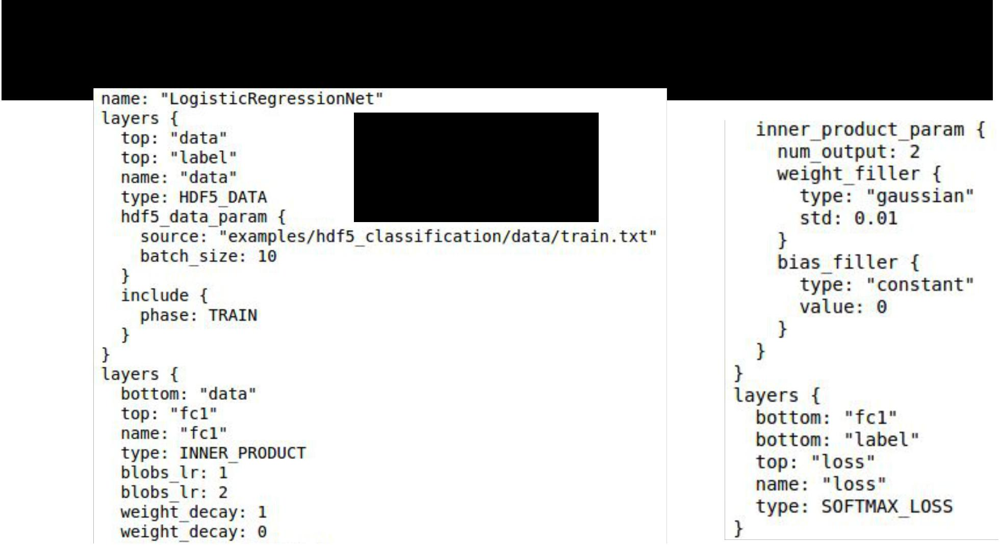 name: "LogisticRegressionNet"
layers {
  top: "data"
  top: "label"
  name: "data"
  type: HDF5_DATA
  hdf5_data_param {
    source: "examples/hdf5_classification/data/train.txt"
    batch_size: 10
  }
  include {
    phase: TRAIN
  }
}
layers {
  bottom: "data"
  top: "fc1"
  name: "fc1"
  type: INNER_PRODUCT
  blobs_lr: 1
  blobs_lr: 2
  weight_decay: 1
  weight_decay: 0
  inner_product_param {
    num_output: 2
    weight_filler {
      type: "gaussian"
      std: 0.01
    }
    bias_filler {
      type: "constant"
      value: 0
    }
  }
}
layers {
  bottom: "fc1"
  bottom: "label"
  top: "loss"
  name: "loss"
  type: SOFTMAX_LOSS
}